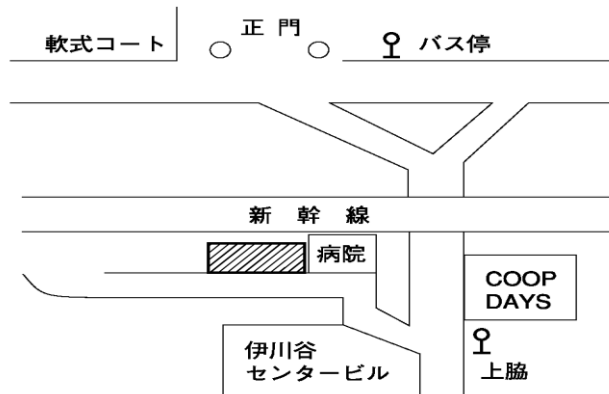 正門
軟式コート
バス停
新幹線
病院
COOP
DAYS
伊川谷
センタービル
上脇